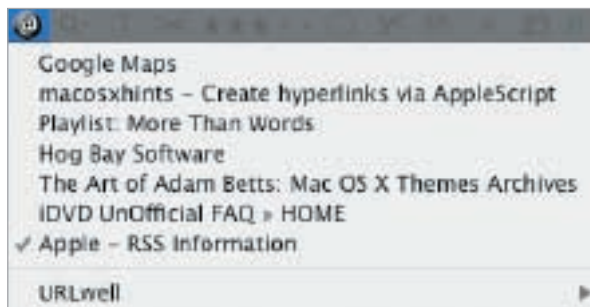 Google Maps
macosxhints – Create hyperlinks via AppleScript
Playlist: More Than Words
Hog Bay Software
The Art of Adam Betts: Mac OS X Themes Archives
iDVD UnOfficial FAQ » HOME
✓ Apple – RSS Information
URLwell